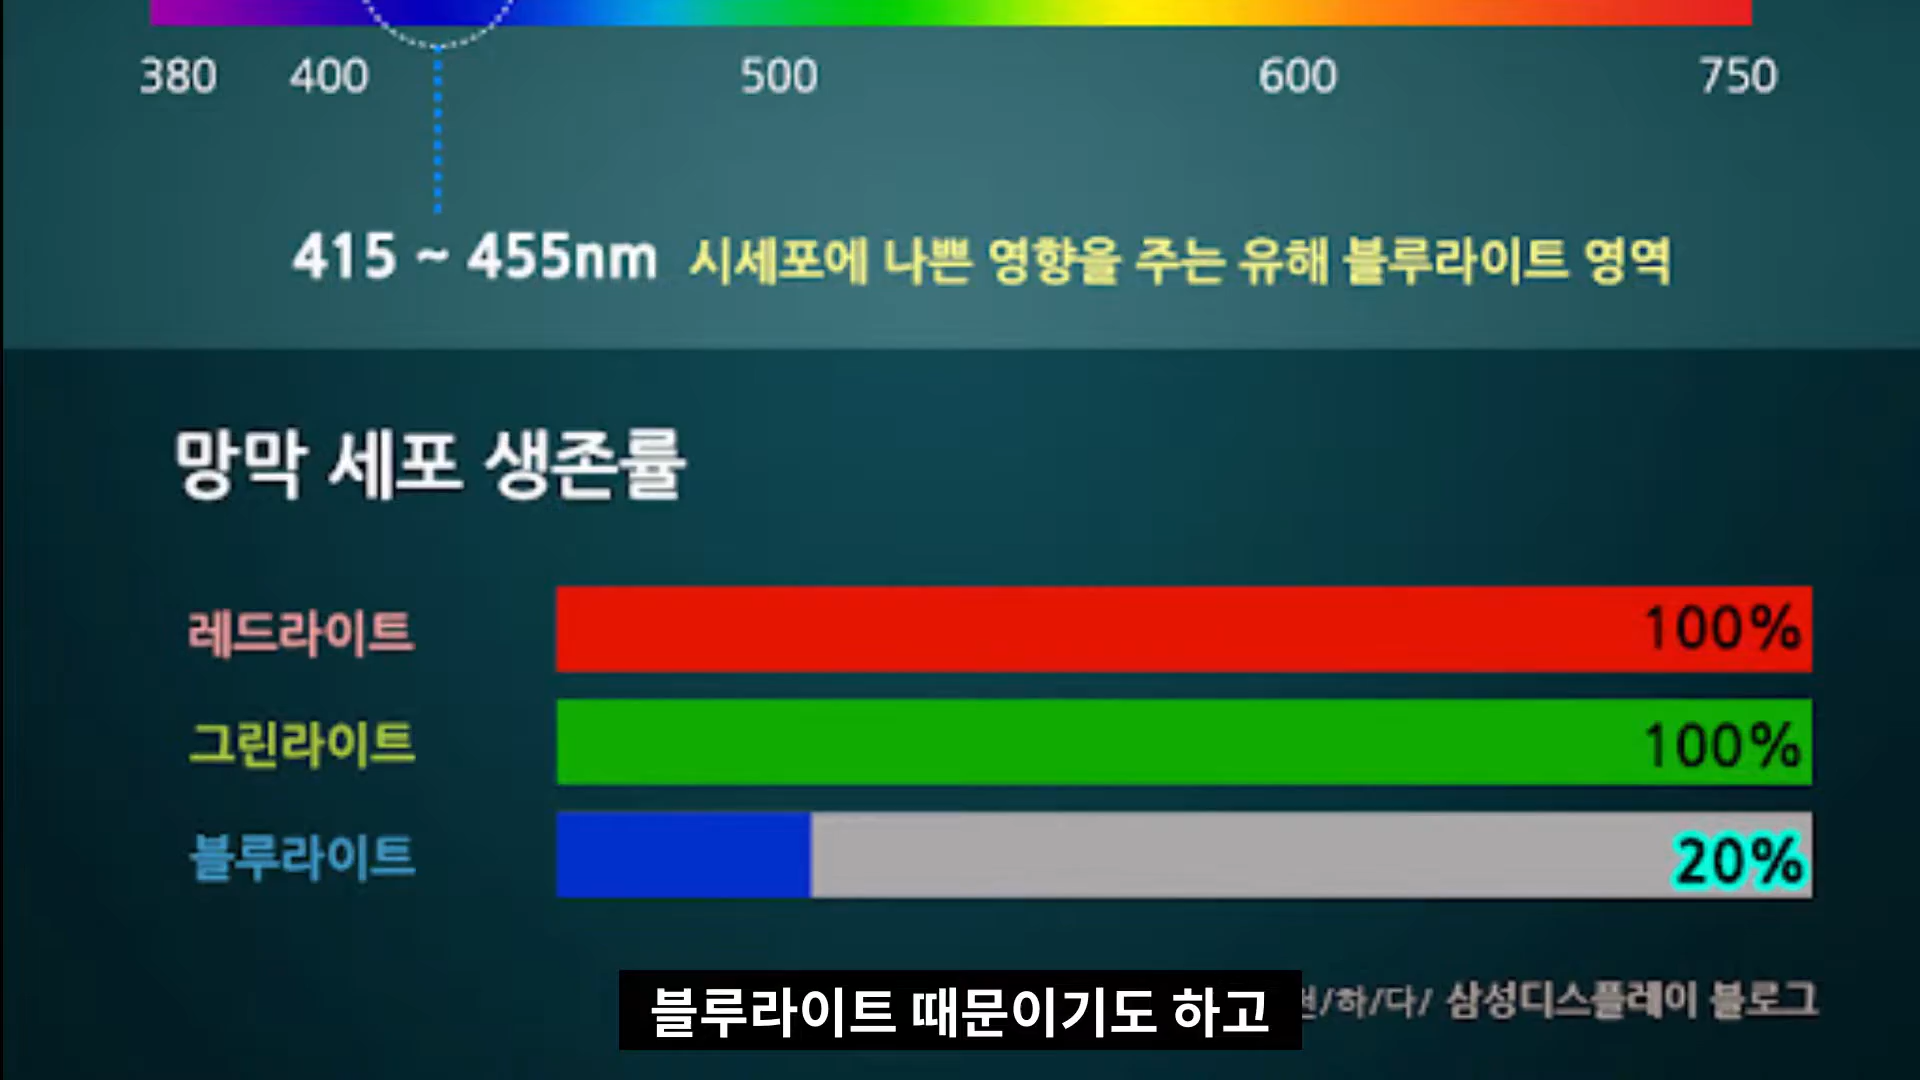 380 400 500 600 750
415 ~ 455nm 시세포에 나쁜 영향을 주는 유해 블루라이트 영역
망막 세포 생존률
레드라이트 100%
그린라이트 100%
블루라이트 20%
블루라이트 때문이기도 하고
/하/다/ 삼성디스플레이 블로그